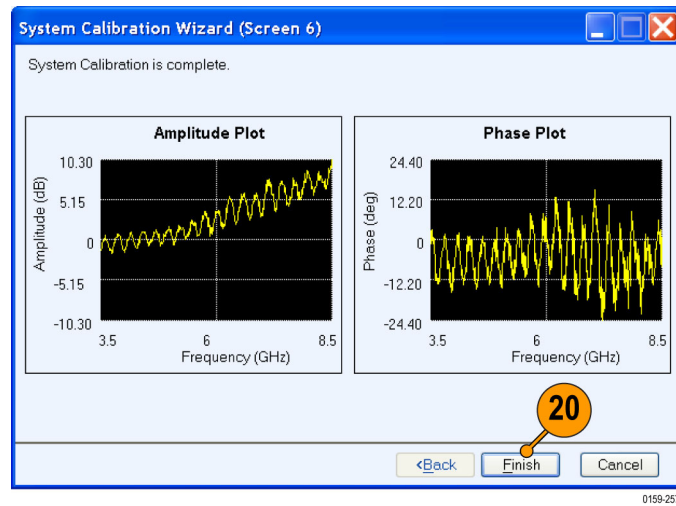 System Calibration Wizard (Screen 6)
System Calibration is complete.
Amplitude Plot
Amplitude (dB)
10.30
5.15
0
-5.15
-10.30
3.5 6 8.5
Frequency (GHz)
Phase Plot
Phase (deg)
24.40
12.20
0
-12.20
-24.40
3.5 6 8.5
Frequency (GHz)
20
<Back Finish Cancel